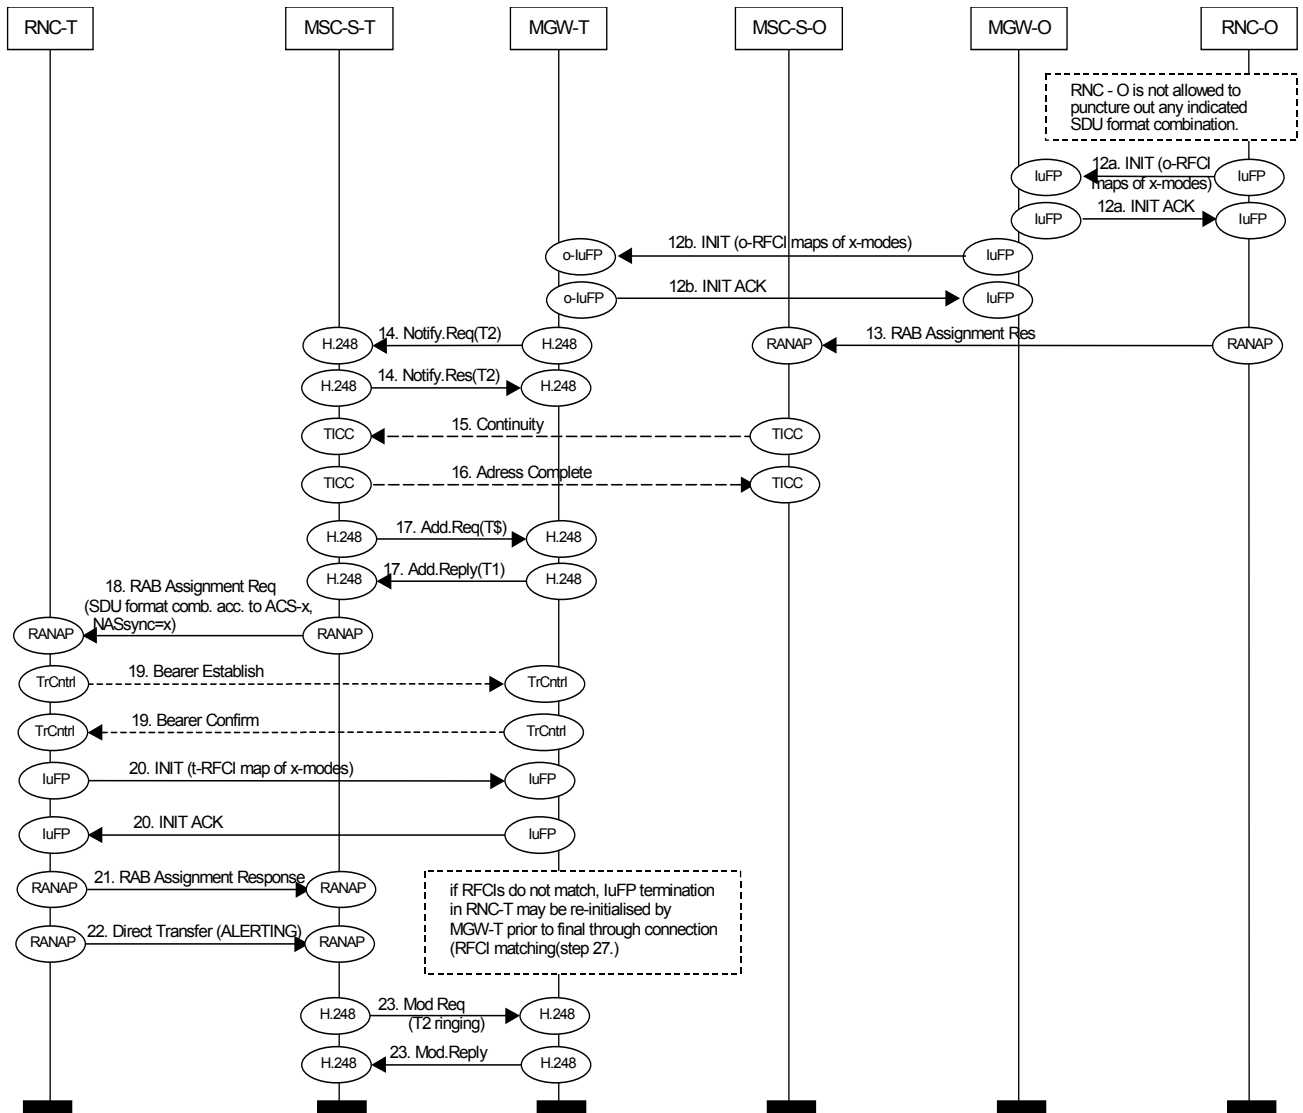 RNC-T
MSC-S-T
MGW-T
MSC-S-O
MGW-O
RNC-O
RNC - O is not allowed to
puncture out any indicated
SDU format combination.
IuFP
12a. INIT (o-RFCI
maps of x-modes)
IuFP
IuFP
12a. INIT ACK
IuFP
o-IuFP
12b. INIT (o-RFCI maps of x-modes)
IuFP
o-IuFP
12b. INIT ACK
IuFP
H.248
14. Notify.Req(T2)
H.248
RANAP
13. RAB Assignment Res
RANAP
H.248
14. Notify.Res(T2)
H.248
TICC
15. Continuity
TICC
TICC
16. Adress Complete
TICC
H.248
17. Add.Req(T$)
H.248
H.248
17. Add.Reply(T1)
H.248
18. RAB Assignment Req
(SDU format comb. acc. to ACS-x,
NASsync=x)
RANAP
RANAP
TrCntrl
19. Bearer Establish
TrCntrl
TrCntrl
19. Bearer Confirm
TrCntrl
IuFP
20. INIT (t-RFCI map of x-modes)
IuFP
IuFP
20. INIT ACK
IuFP
RANAP
21. RAB Assignment Response
RANAP
RANAP
22. Direct Transfer (ALERTING)
RANAP
if RFCIs do not match, IuFP termination
in RNC-T may be re-initialised by
MGW-T prior to final through connection
(RFCI matching(step 27.)
H.248
23. Mod Req
(T2 ringing)
H.248
H.248
23. Mod.Reply
H.248